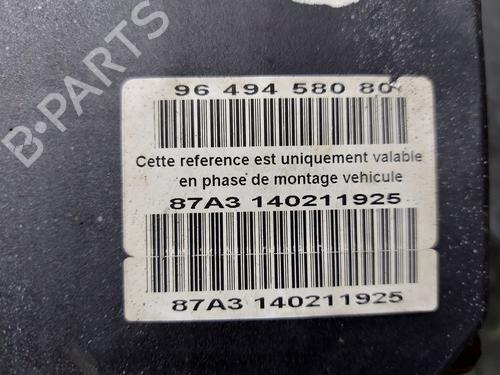 B-PARTS
96 494 580 80
Cette reference est uniquement valable
en phase de montage vehicule
87A3 140211925
87A3 140211925